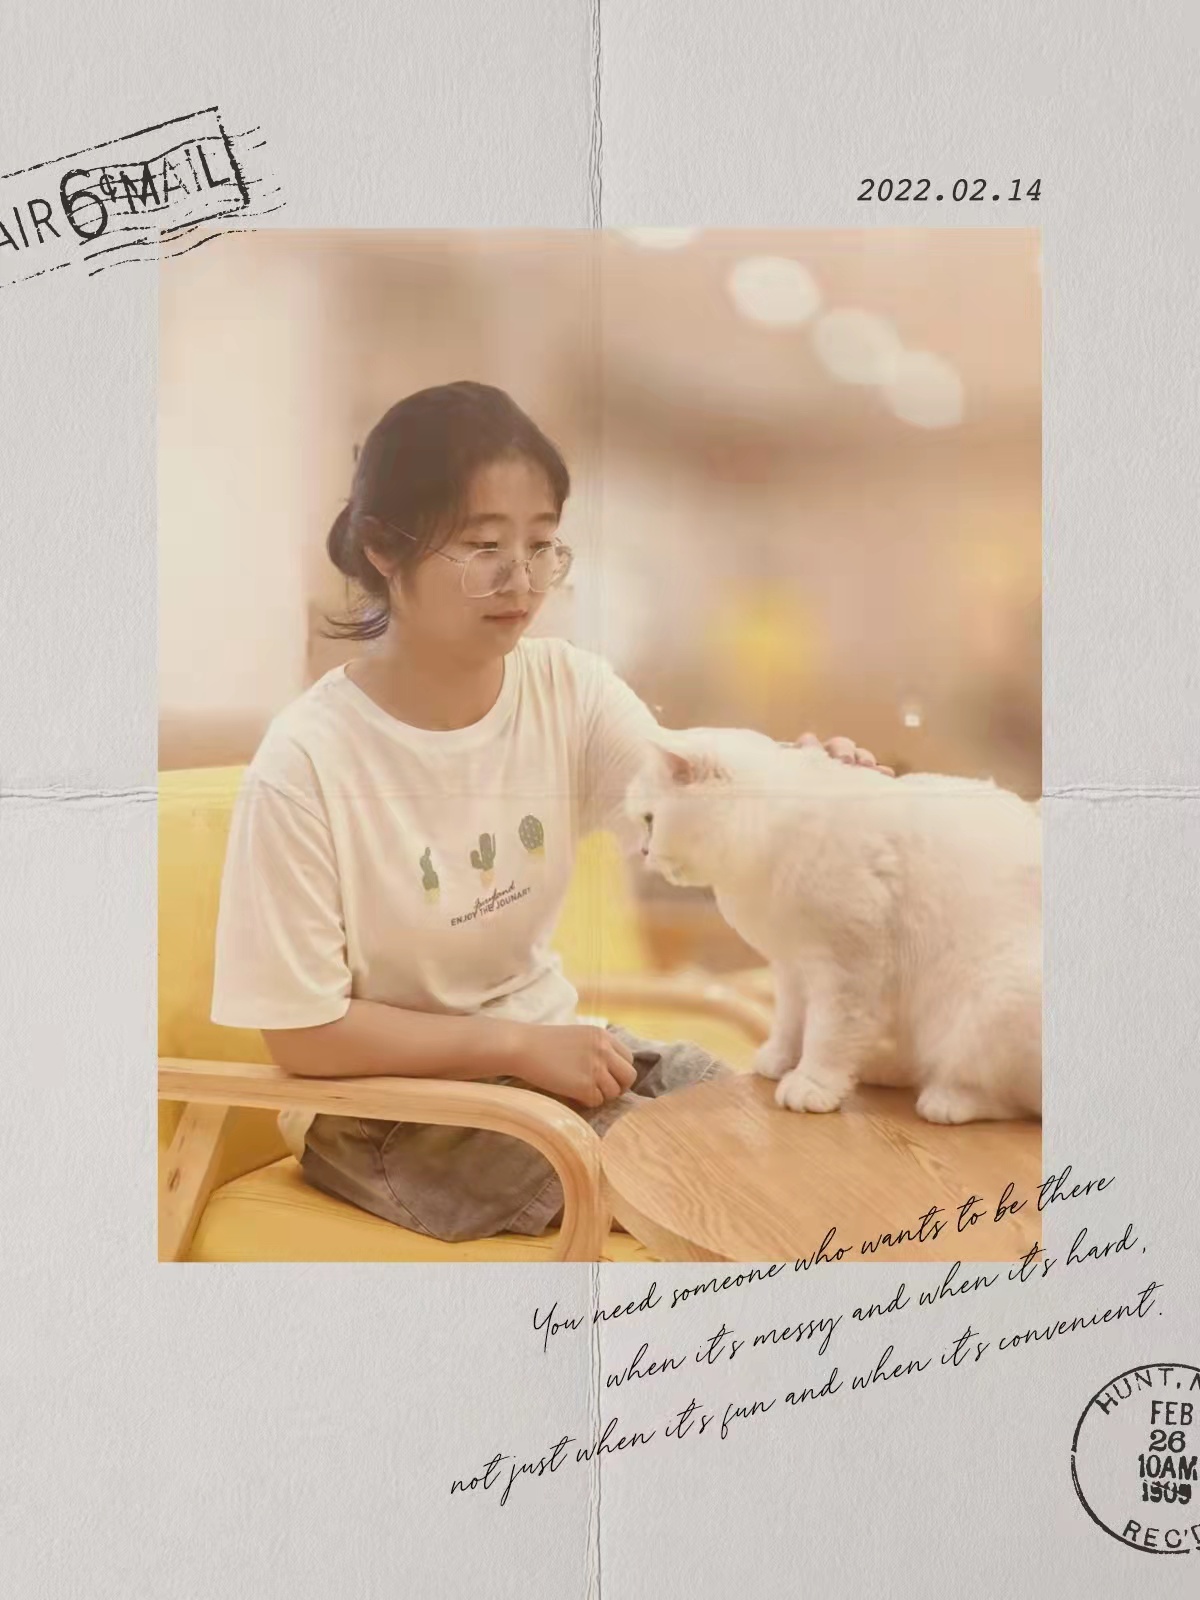 AIR 6¢ MAIL
2022.02.14
ENJOY THE JOUNARY
You need someone who wants to be there
when it's messy and when it's hard,
not just when it's fun and when it's convenient.
HUNT,
FEB
26
10AM
1909
REC'D